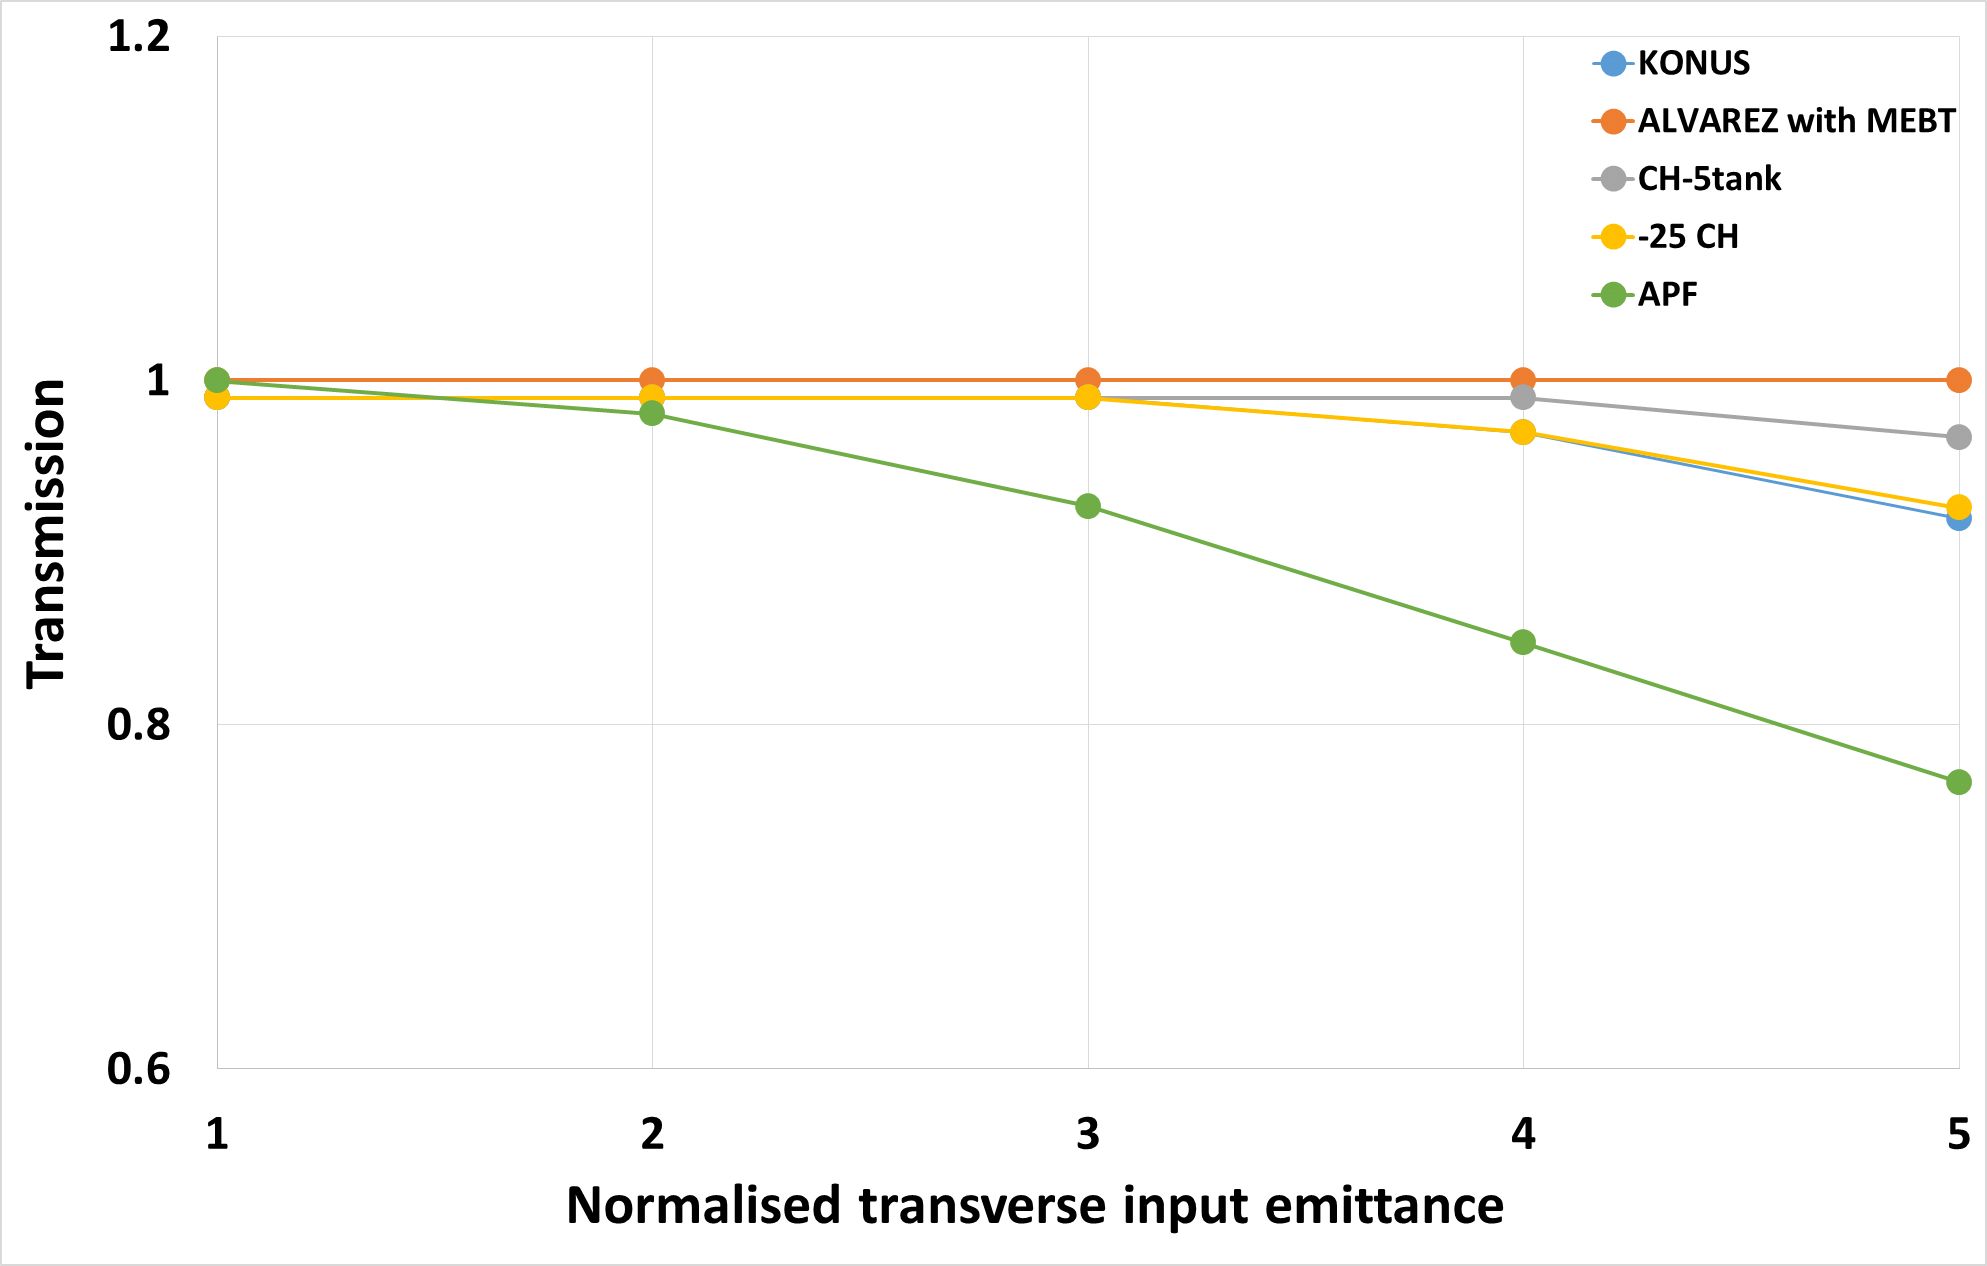 1.2
1
0.8
0.6
Transmission
KONUS
ALVAREZ with MEBT
CH-5tank
-25 CH
APF
1 2 3 4 5
Normalised transverse input emittance